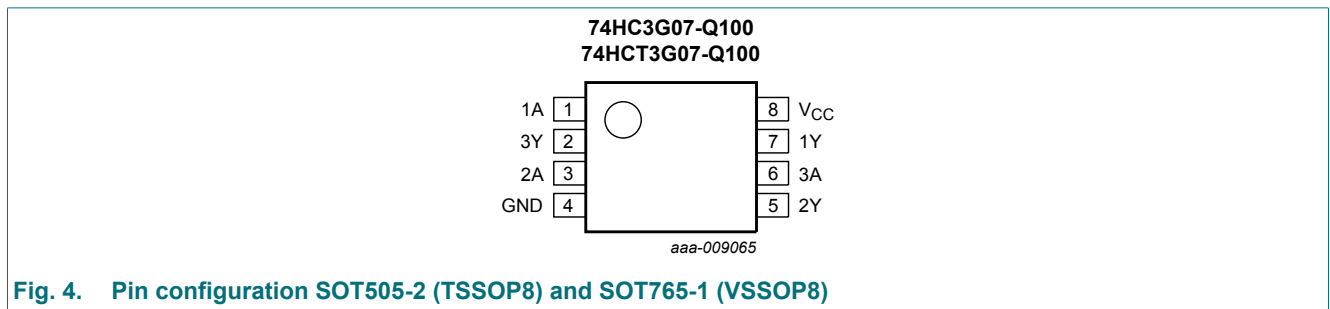 74HC3G07-Q100
74HCT3G07-Q100
1A 1 8 VCC
3Y 2 7 1Y
2A 3 6 3A
GND 4 5 2Y
aaa-009065
Fig. 4. Pin configuration SOT505-2 (TSSOP8) and SOT765-1 (VSSOP8)